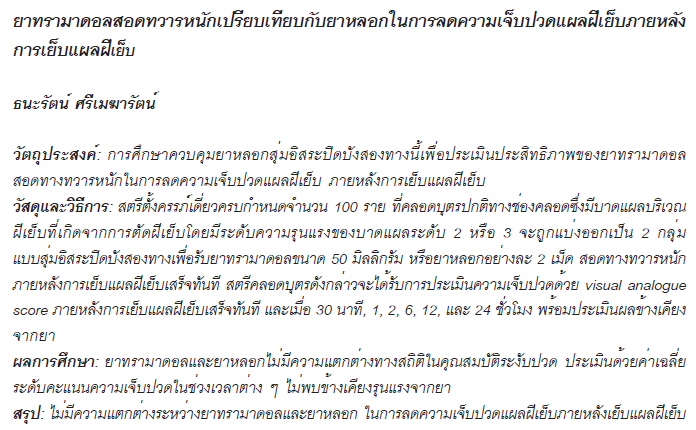 ยาทรามาดอลสอดทวารหนักเปรียบเทียบกับยาหลอกในการลดความเจ็บปวดแผลฝีเย็บภายหลัง
การเย็บแผลฝีเย็บ
ธนะรัตน์ ศรีเมฆารัตน์
วัตถุประสงค์: การศึกษาควบคุมยาหลอกสุ่มอิสระปิดบังสองทางนี้เพื่อประเมินประสิทธิภาพของยาทรามาดอล
สอดทางทวารหนักในการลดความเจ็บปวดแผลฝีเย็บ ภายหลังการเย็บแผลฝีเย็บ
วัสดุและวิธีการ: สตรีตั้งครรภ์เดี่ยวครบกำหนดจำนวน 100 ราย ที่คลอดบุตรปกติทางช่องคลอดซึ่งมีบาดแผลบริเวณ
ฝีเย็บที่เกิดจากการตัดฝีเย็บโดยมีระดับความรุนแรงของบาดแผลระดับ 2 หรือ 3 จะถูกแบ่งออกเป็น 2 กลุ่ม
แบบสุ่มอิสระปิดบังสองทางเพื่อรับยาทรามาดอลขนาด 50 มิลลิกรัม หรือยาหลอกอย่างละ 2 เม็ด สอดทางทวารหนัก
ภายหลังการเย็บแผลฝีเย็บเสร็จทันที สตรีคลอดบุตรดังกล่าวจะได้รับการประเมินความเจ็บปวดด้วย visual analogue
score ภายหลังการเย็บแผลฝีเย็บเสร็จทันที และเมื่อ 30 นาที, 1, 2, 6, 12, และ 24 ชั่วโมง พร้อมประเมินผลข้างเคียง
จากยา
ผลการศึกษา: ยาทรามาดอลและยาหลอกไม่มีความแตกต่างทางสถิติในคุณสมบัติระงับปวด ประเมินด้วยค่าเฉลี่ย
ระดับคะแนนความเจ็บปวดในช่วงเวลาต่าง ๆ ไม่พบข้างเคียงรุนแรงจากยา
สรุป: ไม่มีความแตกต่างระหว่างยาทรามาดอลและยาหลอก ในการลดความเจ็บปวดแผลฝีเย็บภายหลังเย็บแผลฝีเย็บ